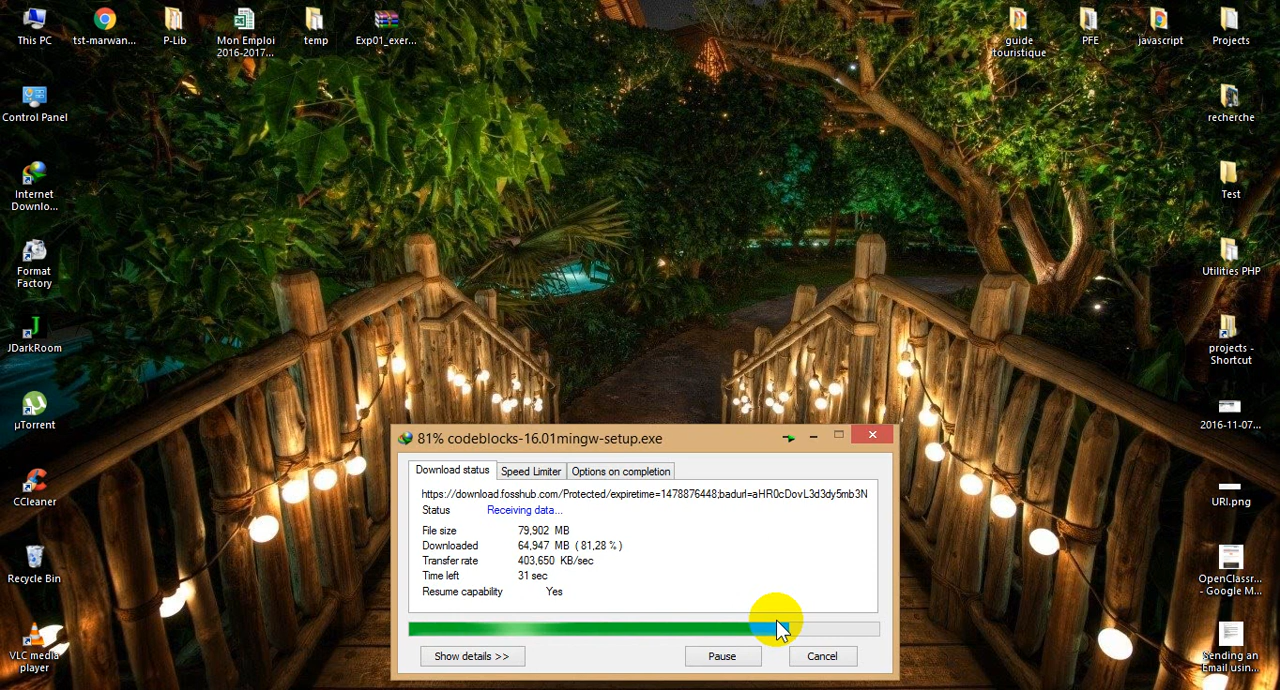 This PC
tst-marwan...
P-Lib
Mon Emploi
2016-2017...
temp
Exp01_exer...
guide
touristique
PFE
javascript
Projects
Control Panel
recherche
Internet
Downlo...
Test
Format
Factory
Utilities PHP
JDarkRoom
projects -
Shortcut
µTorrent
2016-11-07...
CCleaner
URI.png
Recycle Bin
OpenClassr...
- Google M...
VLC media
player
Sending an
Email usin...
81% codeblocks-16.01mingw-setup.exe
Download status
Speed Limiter
Options on completion
https://download.fosshub.com/Protected/expiretime=1478876448;badurl=aHR0cDovL3d3dy5mb3N
Status Receiving data...
File size 79,902 MB
Downloaded 64,947 MB ( 81,28 % )
Transfer rate 403,650 KB/sec
Time left 31 sec
Resume capability Yes
Show details >>
Pause
Cancel